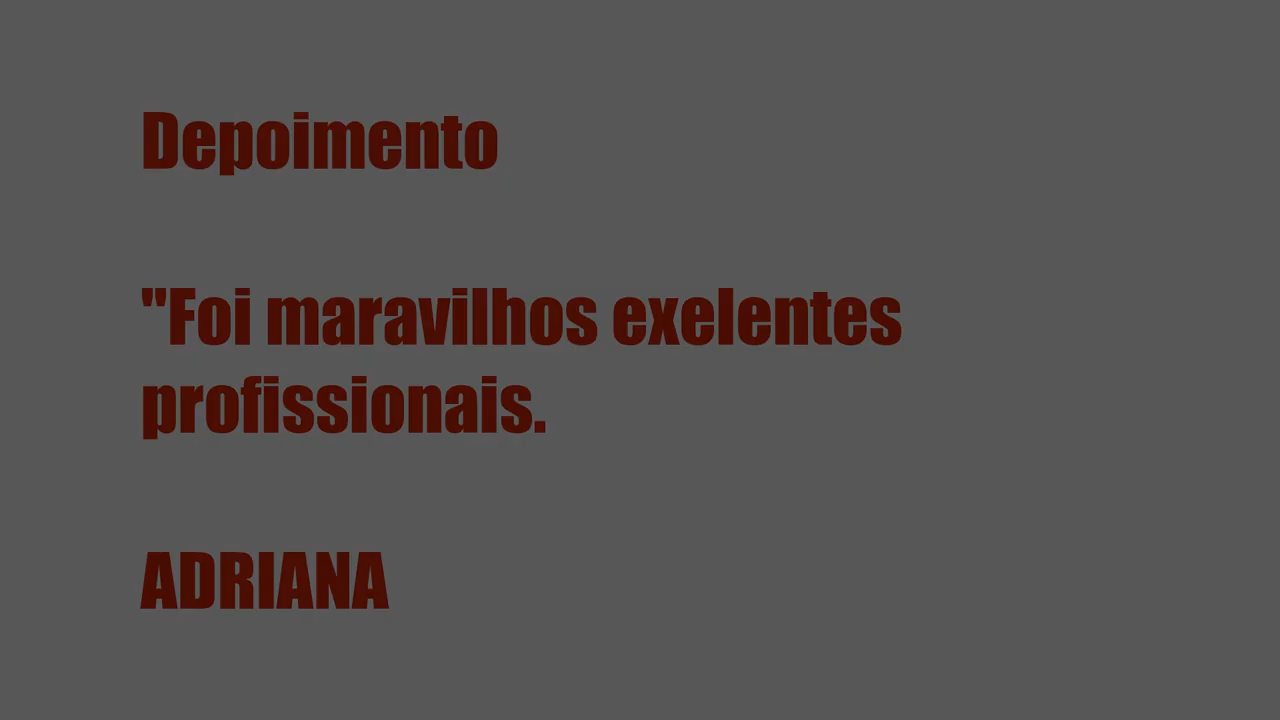 Depoimento
"Foi maravilhos exelentes
profissionais.
ADRIANA